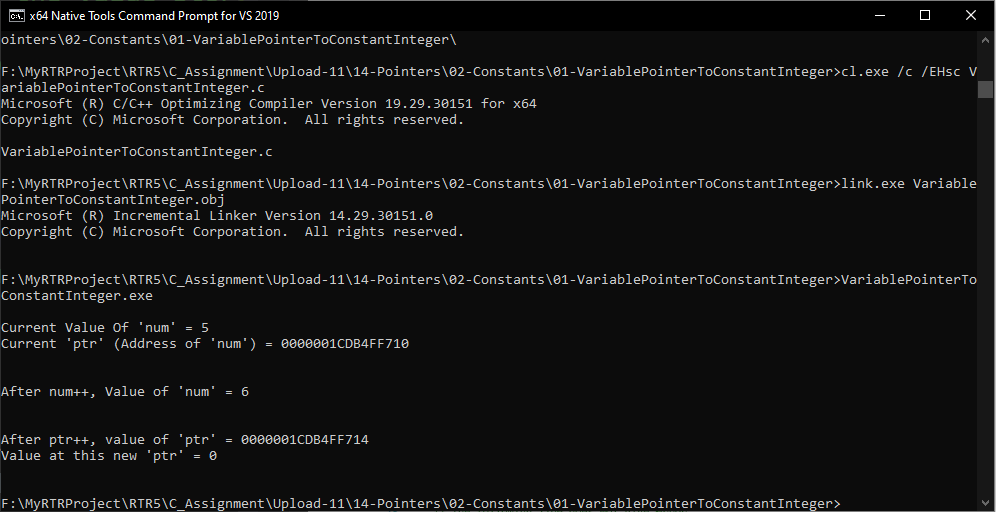 x64 Native Tools Command Prompt for VS 2019
ointers\02-Constants\01-VariablePointerToConstantInteger\
F:\MyRTRProject\RTR5\C_Assignment\Upload-11\14-Pointers\02-Constants\01-VariablePointerToConstantInteger>cl.exe /c /EHsc V
ariablePointerToConstantInteger.c
Microsoft (R) C/C++ Optimizing Compiler Version 19.29.30151 for x64
Copyright (C) Microsoft Corporation.  All rights reserved.
VariablePointerToConstantInteger.c
F:\MyRTRProject\RTR5\C_Assignment\Upload-11\14-Pointers\02-Constants\01-VariablePointerToConstantInteger>link.exe Variable
PointerToConstantInteger.obj
Microsoft (R) Incremental Linker Version 14.29.30151.0
Copyright (C) Microsoft Corporation.  All rights reserved.
F:\MyRTRProject\RTR5\C_Assignment\Upload-11\14-Pointers\02-Constants\01-VariablePointerToConstantInteger>VariablePointerTo
ConstantInteger.exe
Current Value Of 'num' = 5
Current 'ptr' (Address of 'num') = 0000001CDB4FF710
After num++, Value of 'num' = 6
After ptr++, value of 'ptr' = 0000001CDB4FF714
Value at this new 'ptr' = 0
F:\MyRTRProject\RTR5\C_Assignment\Upload-11\14-Pointers\02-Constants\01-VariablePointerToConstantInteger>